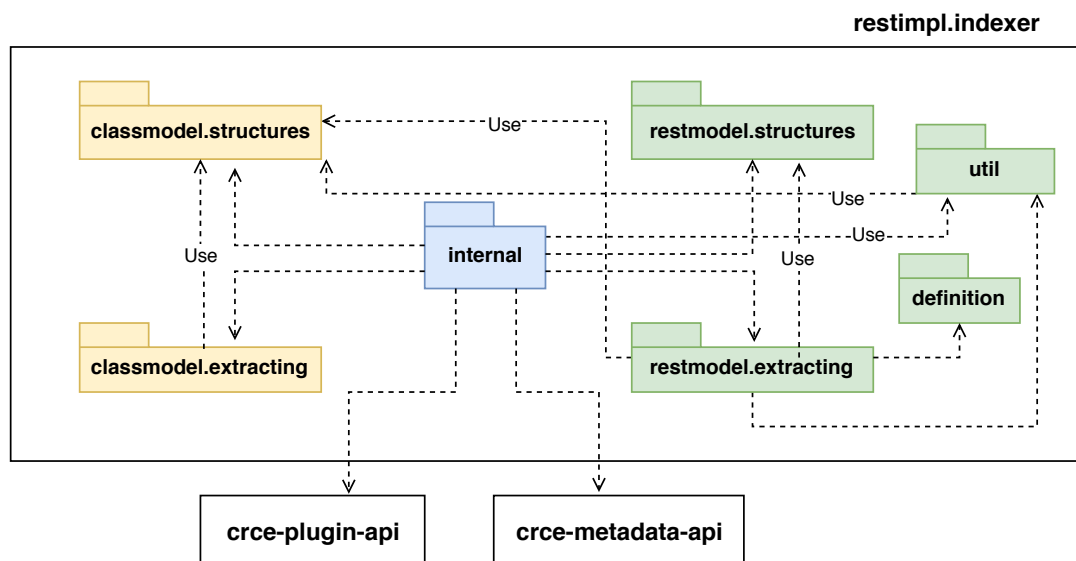 restimpl.indexer
classmodel.structures
Use
restmodel.structures
util
Use
Use
internal
Use
Use
definition
classmodel.extracting
restmodel.extracting
crce-plugin-api
crce-metadata-api